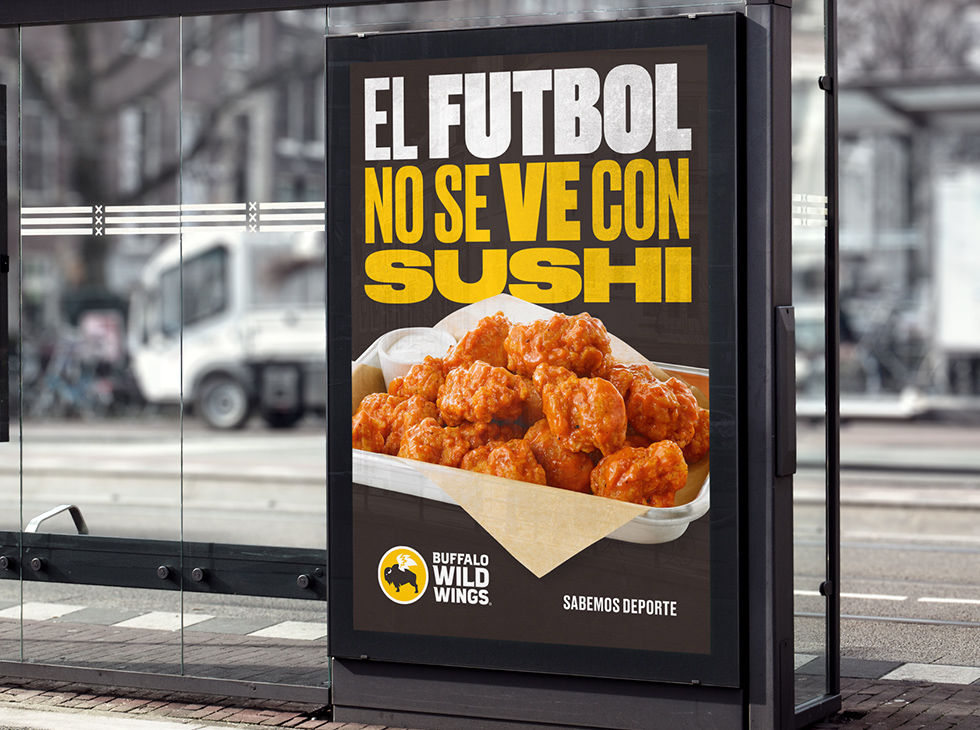 EL FUTBOL
NO SE VE CON
SUSHI
BUFFALO
WILD
WINGS
SABEMOS DEPORTE